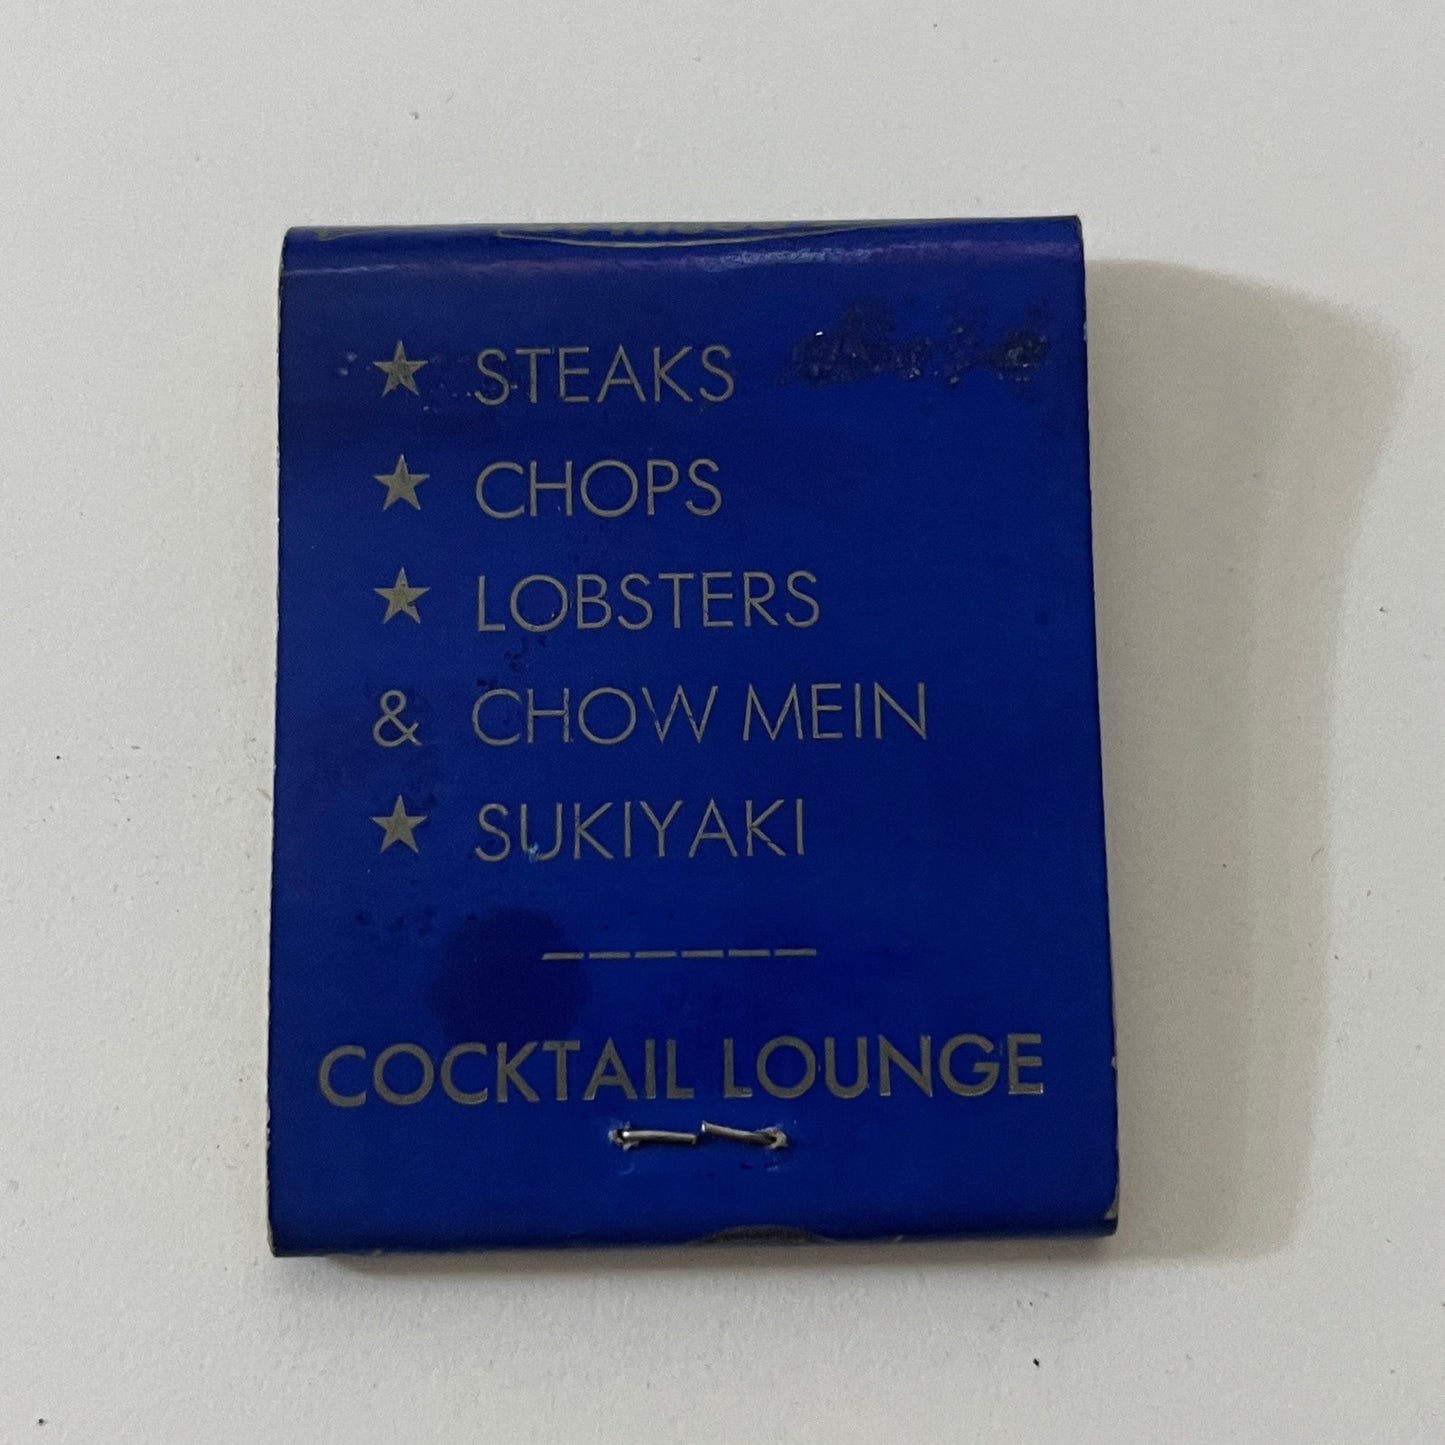 ★ STEAKS
★ CHOPS
★ LOBSTERS
& CHOW MEIN
★ SUKIYAKI
COCKTAIL LOUNGE